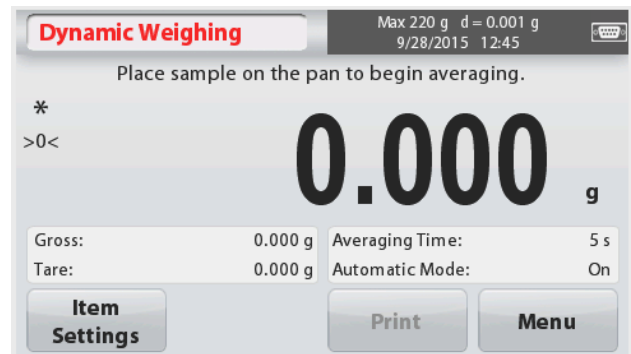 Dynamic Weighing
Max 220 g d = 0.001 g
9/28/2015 12:45
Place sample on the pan to begin averaging.
*
>0<
0.000 g
Gross: 0.000 g
Tare: 0.000 g
Averaging Time: 5 s
Automatic Mode: On
Item
Settings
Print
Menu